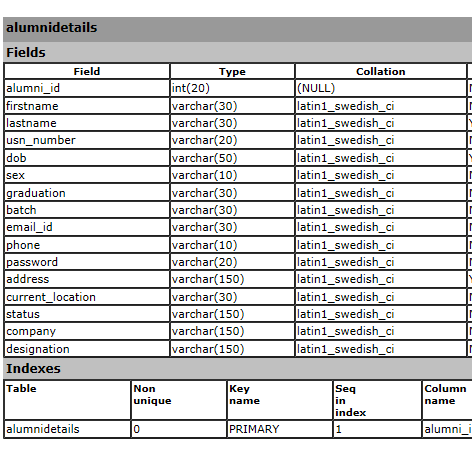 alumnidetails
Fields
Field Type Collation
alumni_id int(20) (NULL)
firstname varchar(30) latin1_swedish_ci
lastname varchar(30) latin1_swedish_ci
usn_number varchar(20) latin1_swedish_ci
dob varchar(50) latin1_swedish_ci
sex varchar(10) latin1_swedish_ci
graduation varchar(30) latin1_swedish_ci
batch varchar(30) latin1_swedish_ci
email_id varchar(30) latin1_swedish_ci
phone varchar(10) latin1_swedish_ci
password varchar(20) latin1_swedish_ci
address varchar(150) latin1_swedish_ci
current_location varchar(30) latin1_swedish_ci
status varchar(150) latin1_swedish_ci
company varchar(150) latin1_swedish_ci
designation varchar(150) latin1_swedish_ci
Indexes
Table Non Key Seq Column
unique name in name
index
alumnidetails 0 PRIMARY 1 alumni_i